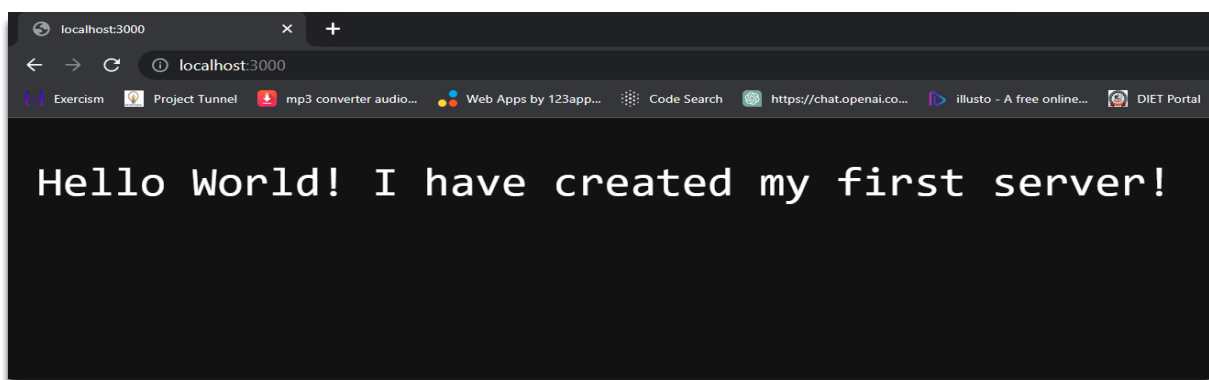 localhost:3000
localhost:3000
Exercism Project Tunnel mp3 converter audio... Web Apps by 123app... Code Search https://chat.openai.co... illusto - A free online... DIET Portal
Hello World! I have created my first server!